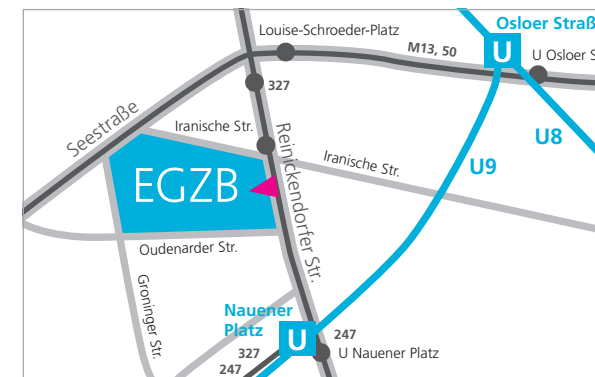 Osloer Straß
Louise-Schroeder-Platz
M13, 50
U
U Osloer S
327
Seestraße
Iranische Str.
U8
Reinickendorfer Str.
Iranische Str.
U9
EGZB
Oudenarder Str.
Groninger Str.
Nauener
Platz
U
247
327
U Nauener Platz
247